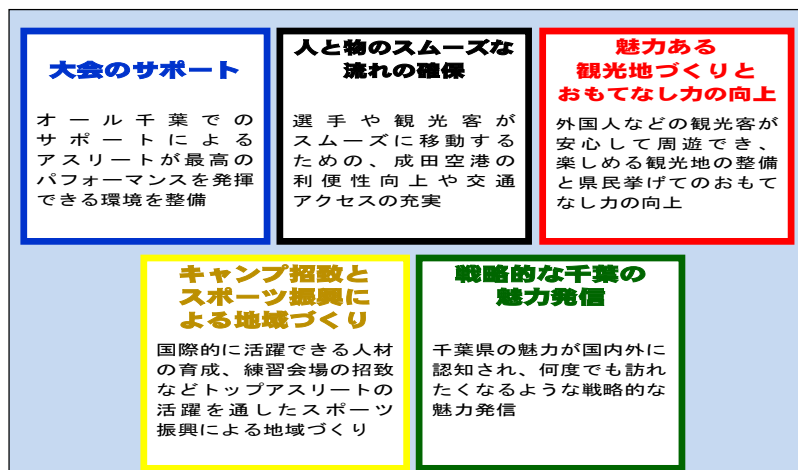 大会のサポート
オール千葉での
サポートによる
アスリートが最高の
パフォーマンスを発揮
できる環境を整備
人と物のスムーズな
流れの確保
選手や観光客が
スムーズに移動する
ための、成田空港の
利便性向上や交通
アクセスの充実
魅力ある
観光地づくりと
おもてなし力の向上
外国人などの観光客が
安心して周遊でき、
楽しめる観光地の整備
と県民挙げてのおもて
なし力の向上
キャンプ招致と
スポーツ振興に
よる地域づくり
国際的に活躍できる人材
の育成、練習会場の招致
などトップアスリートの
活躍を通したスポーツ
振興による地域づくり
戦略的な千葉の
魅力発信
千葉県の魅力が国内外に
認知され、何度でも訪れ
たくなるような戦略的な
魅力発信